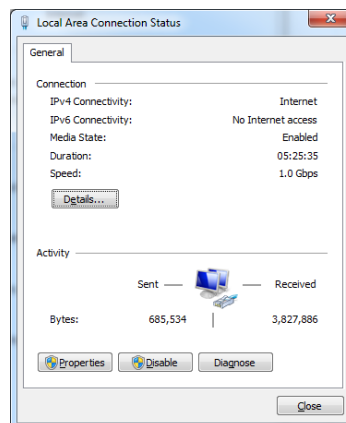 Local Area Connection Status
General
Connection
IPv4 Connectivity: Internet
IPv6 Connectivity: No Internet access
Media State: Enabled
Duration: 05:25:35
Speed: 1.0 Gbps
Details...
Activity
Sent Received
Bytes: 685,534 3,827,886
Properties Disable Diagnose
Close